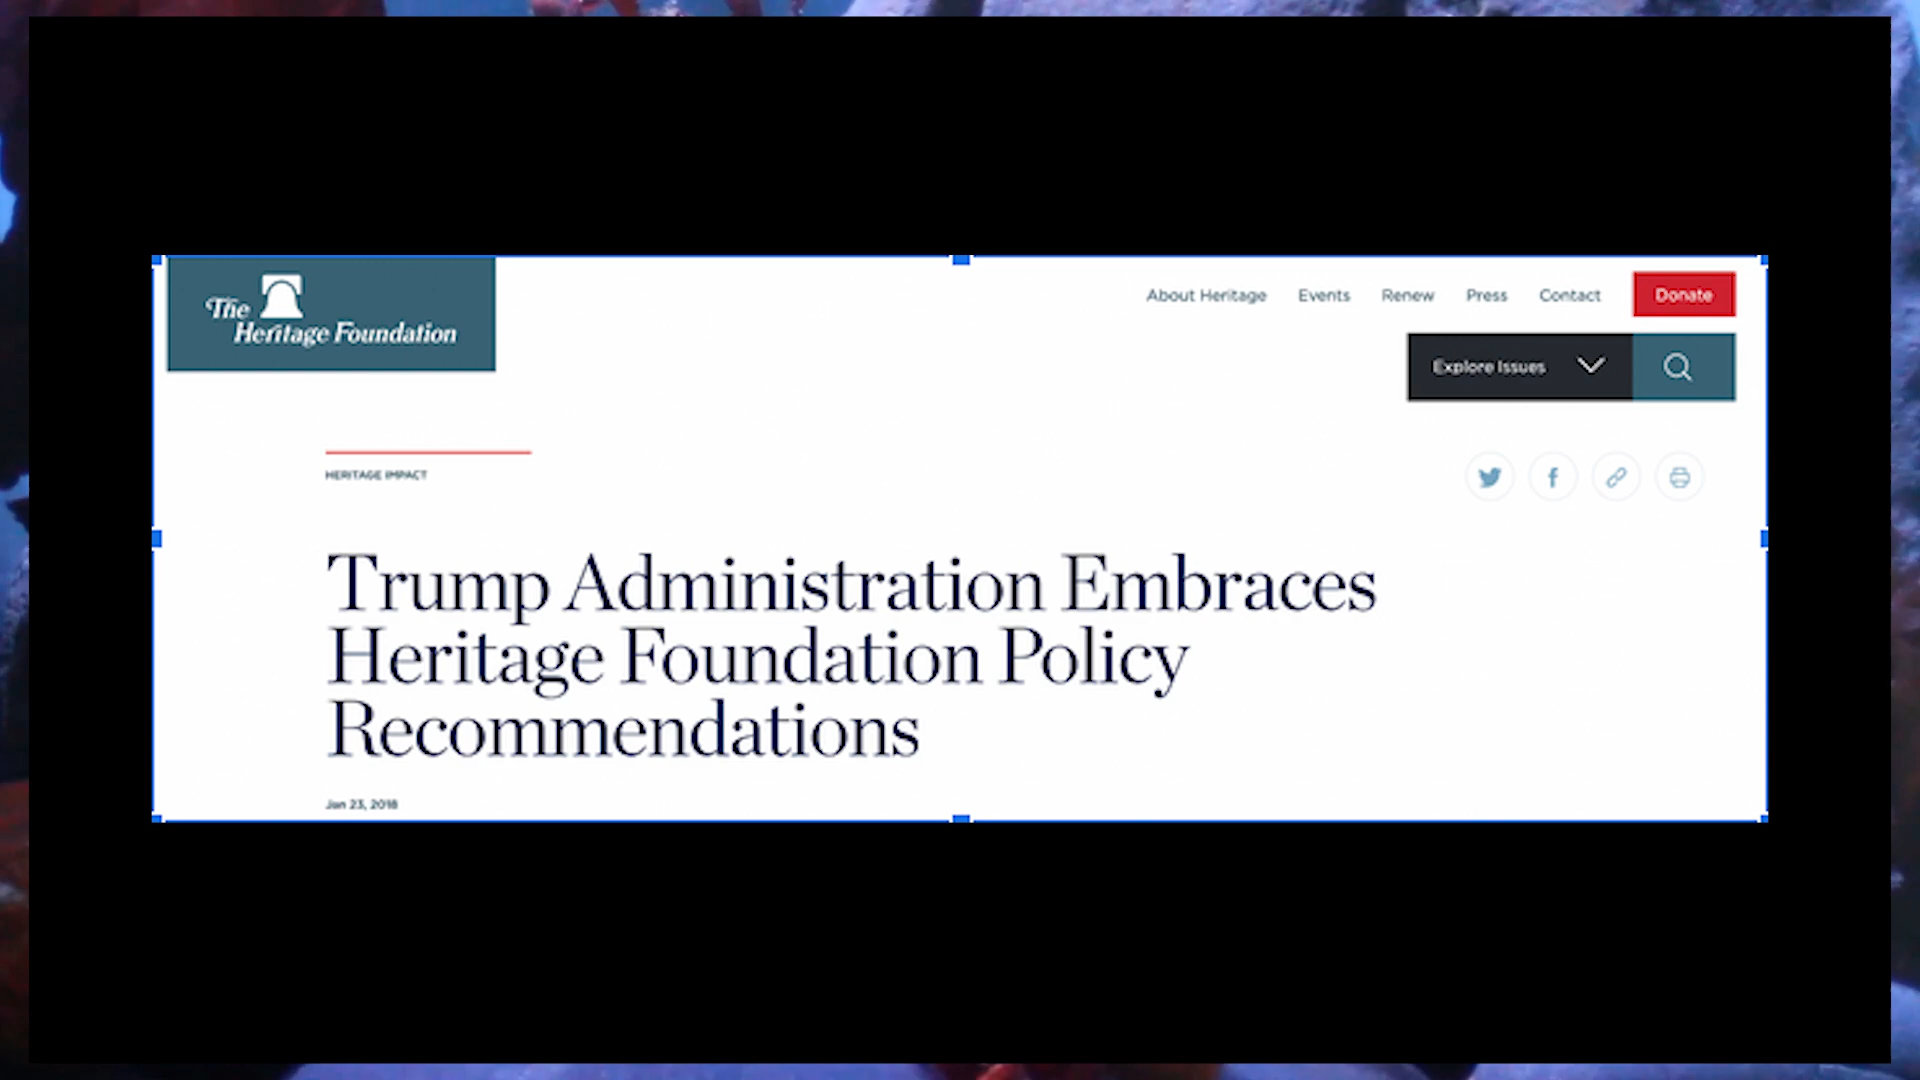 The
Heritage Foundation
About Heritage Events Renew Press Contact Donate
Explore Issues
HERITAGE IMPACT
Trump Administration Embraces
Heritage Foundation Policy
Recommendations
Jan 23, 2018